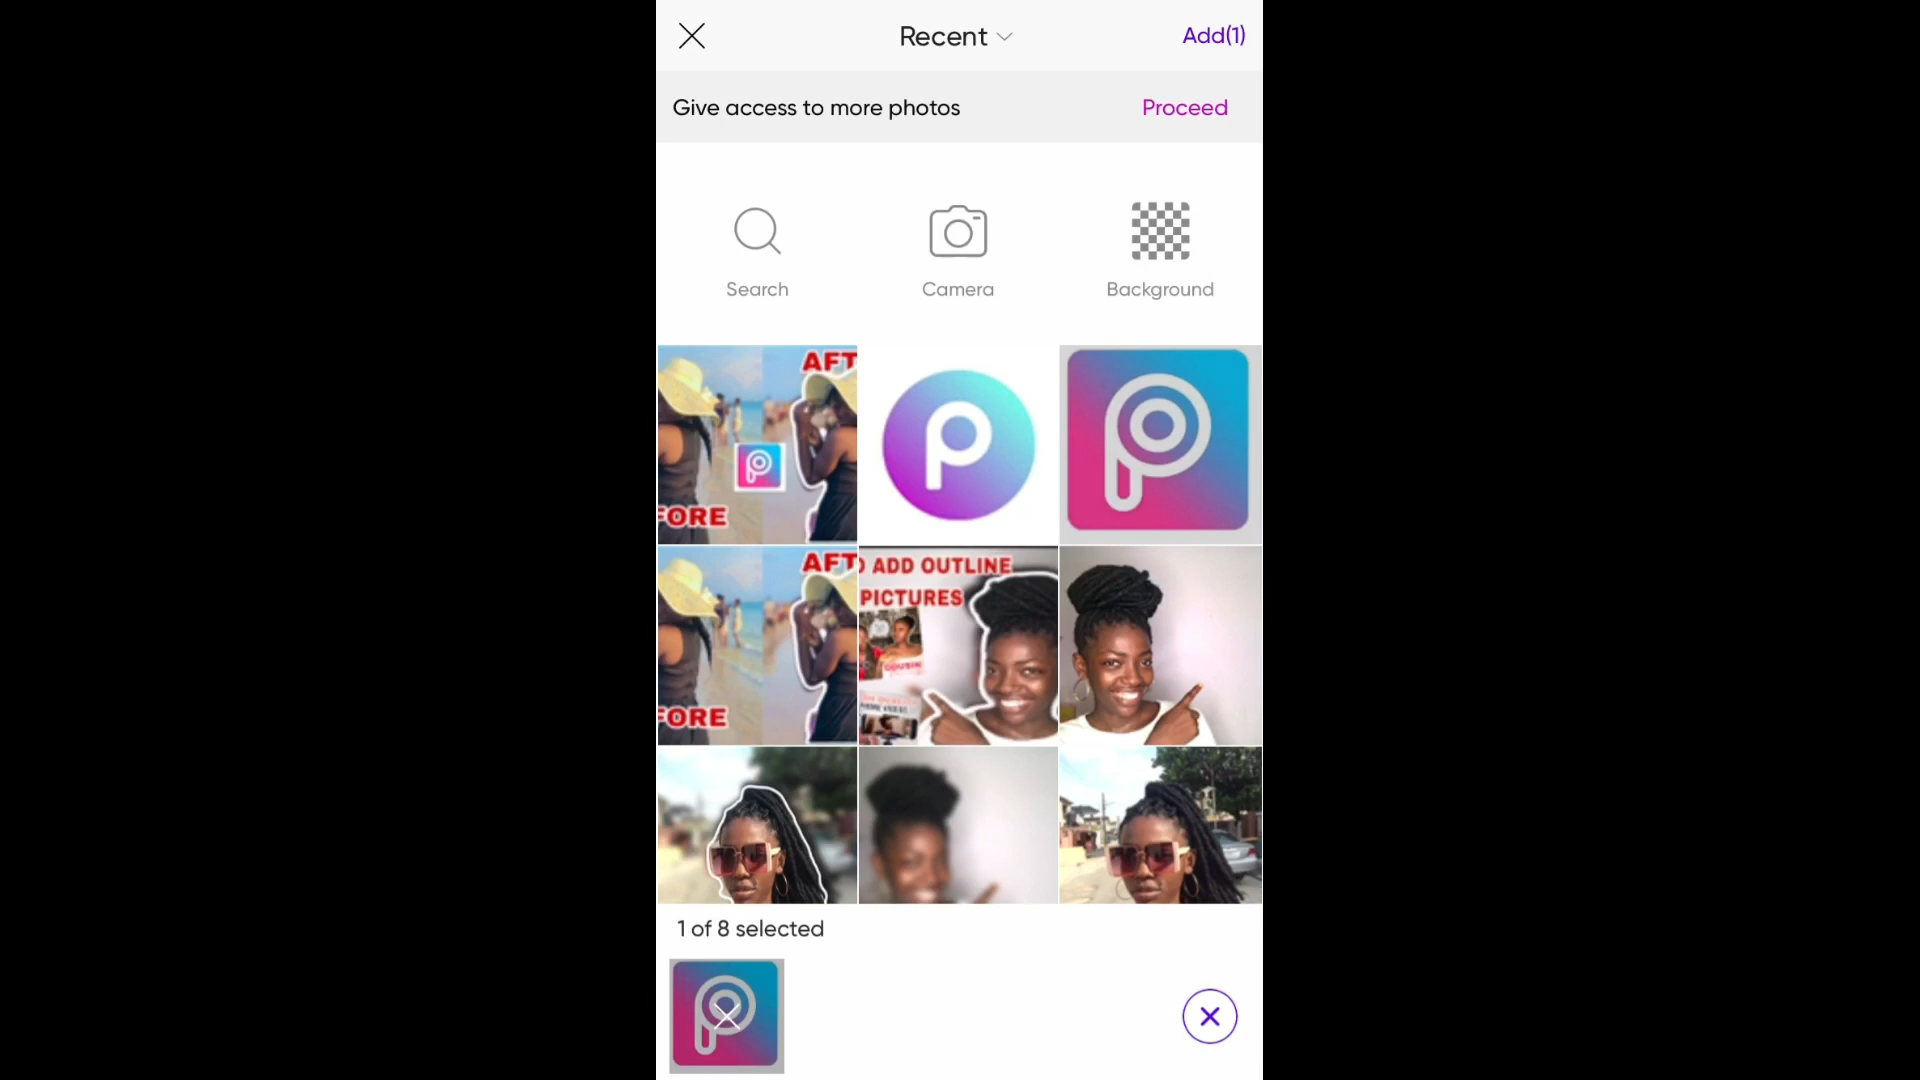 Recent
Add(1)
Give access to more photos
Proceed
Search
Camera
Background
AFT
FORE
AFT
FORE
O ADD OUTLINE
PICTURES
COUSIN
1 of 8 selected